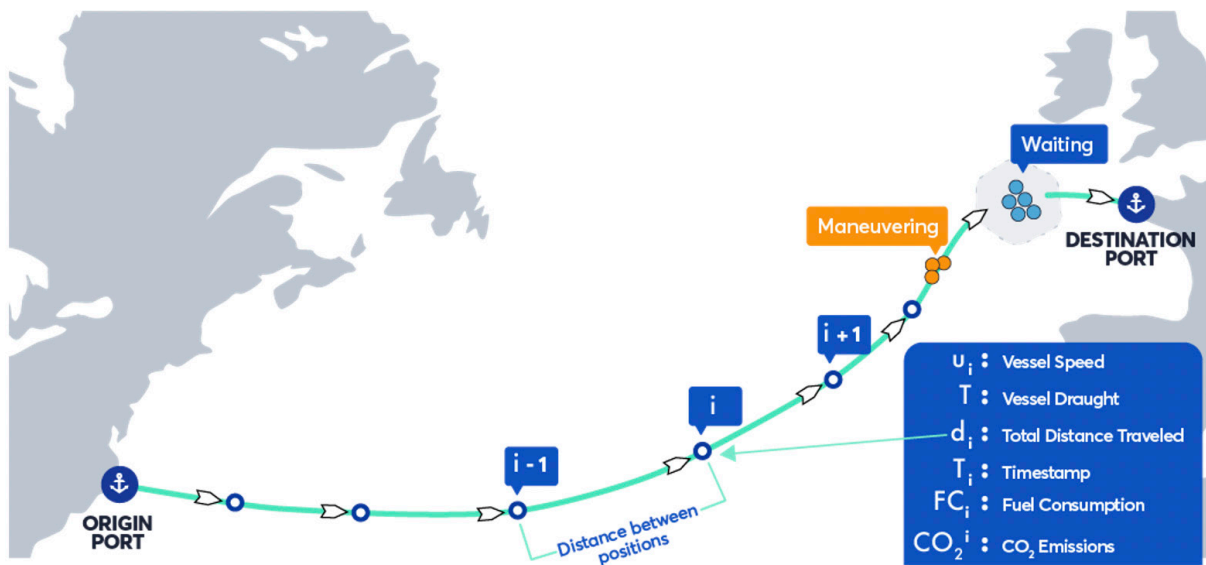 Waiting
Maneuvering
DESTINATION
PORT
i + 1
i
i - 1
ORIGIN
PORT
Distance between
positions
uᵢ : Vessel Speed
T : Vessel Draught
dᵢ : Total Distance Traveled
Tᵢ : Timestamp
FCᵢ : Fuel Consumption
CO₂ⁱ : CO₂ Emissions